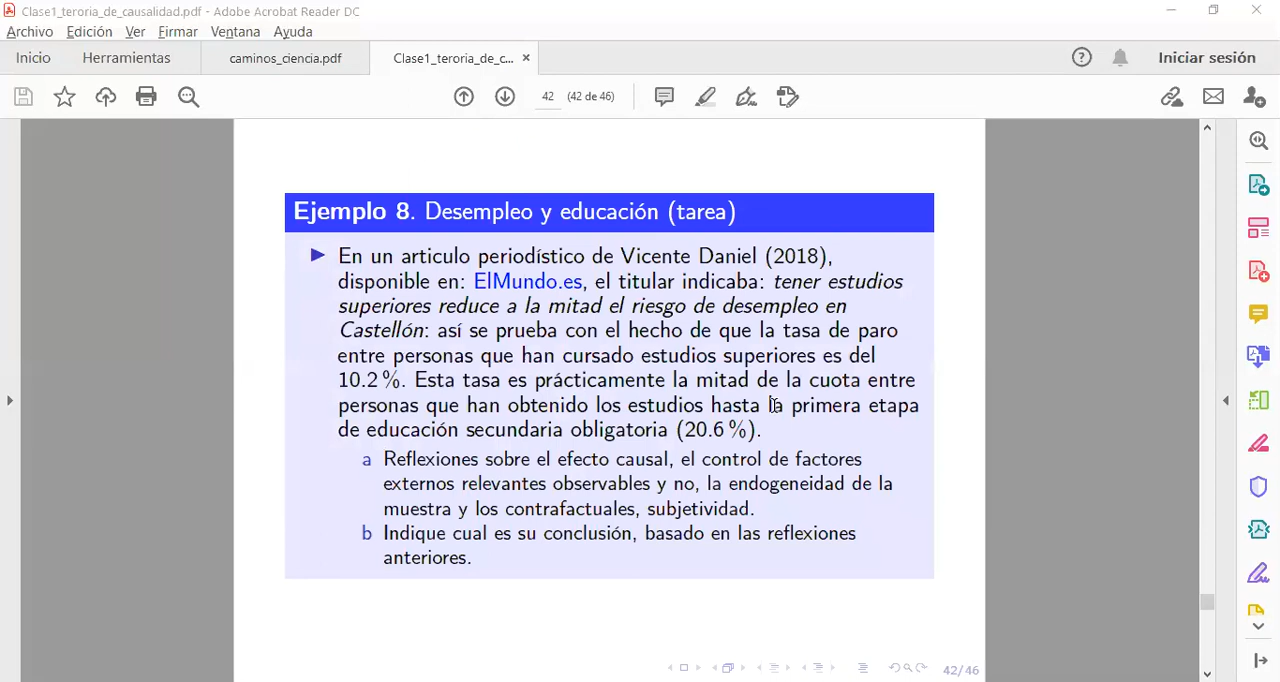 Clase1_teroria_de_causalidad.pdf - Adobe Acrobat Reader DC
Archivo Edición Ver Firmar Ventana Ayuda
Inicio Herramientas caminos_ciencia.pdf Clase1_teroria_de_c... × Iniciar sesión
42 (42 de 46)
Ejemplo 8. Desempleo y educación (tarea)
En un articulo periodístico de Vicente Daniel (2018),
disponible en: ElMundo.es, el titular indicaba: tener estudios
superiores reduce a la mitad el riesgo de desempleo en
Castellón: así se prueba con el hecho de que la tasa de paro
entre personas que han cursado estudios superiores es del
10.2 %. Esta tasa es prácticamente la mitad de la cuota entre
personas que han obtenido los estudios hasta la primera etapa
de educación secundaria obligatoria (20.6 %).
a Reflexiones sobre el efecto causal, el control de factores
externos relevantes observables y no, la endogeneidad de la
muestra y los contrafactuales, subjetividad.
b Indique cual es su conclusión, basado en las reflexiones
anteriores.
42/46